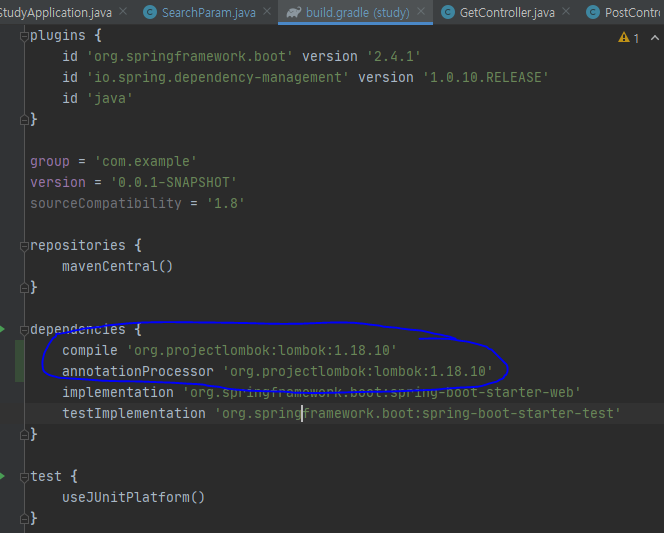 StudyApplication.java SearchParam.java build.gradle (study) GetController.java PostContr
1
plugins {
id 'org.springframework.boot' version '2.4.1'
id 'io.spring.dependency-management' version '1.0.10.RELEASE'
id 'java'
}
group = 'com.example'
version = '0.0.1-SNAPSHOT'
sourceCompatibility = '1.8'
repositories {
mavenCentral()
}
dependencies {
compile 'org.projectlombok:lombok:1.18.10'
annotationProcessor 'org.projectlombok:lombok:1.18.10'
implementation 'org.springframework.boot:spring-boot-starter-web'
testImplementation 'org.springframework.boot:spring-boot-starter-test'
}
test {
useJUnitPlatform()
}